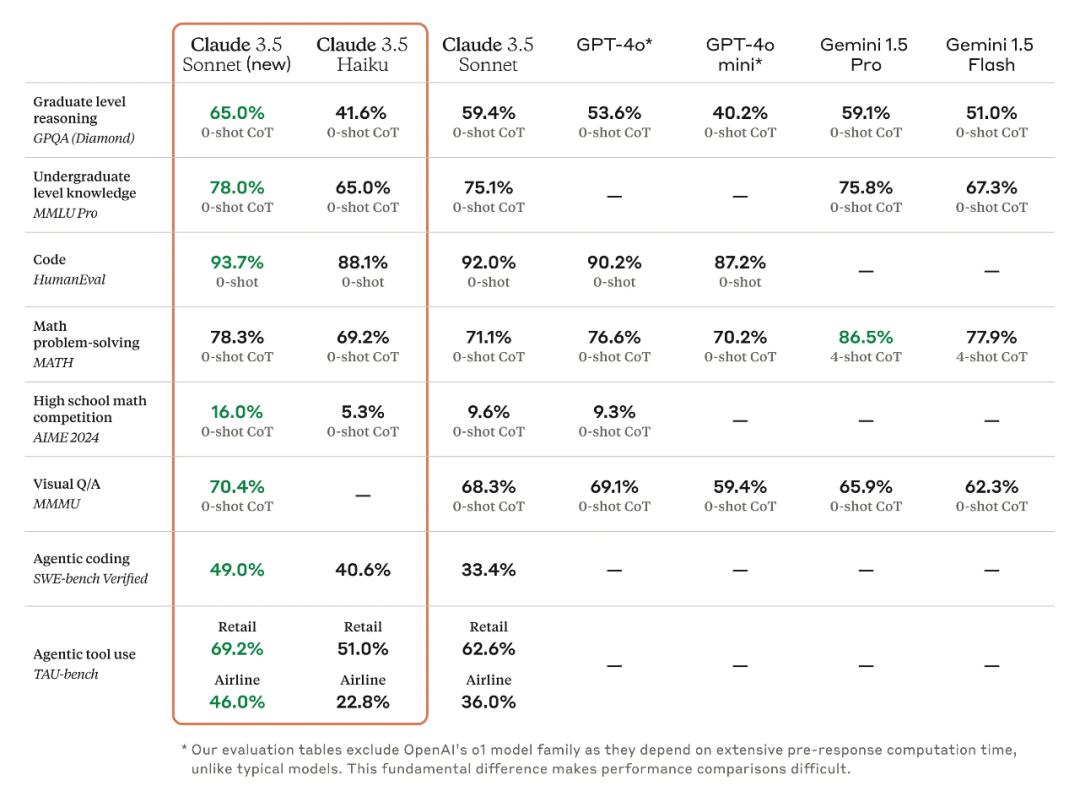 Claude 3.5 Sonnet (new)
Claude 3.5 Haiku
Claude 3.5 Sonnet
GPT-4o*
GPT-4o mini*
Gemini 1.5 Pro
Gemini 1.5 Flash
Graduate level
reasoning
GPQA (Diamond)
65.0% 41.6% 59.4% 53.6% 40.2% 59.1% 51.0%
0-shot CoT 0-shot CoT 0-shot CoT 0-shot CoT 0-shot CoT 0-shot CoT 0-shot CoT
Undergraduate
level knowledge
MMLU Pro
78.0% 65.0% 75.1% — — 75.8% 67.3%
0-shot CoT 0-shot CoT 0-shot CoT 0-shot CoT 0-shot CoT
Code
HumanEval
93.7% 88.1% 92.0% 90.2% 87.2% — —
0-shot 0-shot 0-shot 0-shot 0-shot
Math
problem-solving
MATH
78.3% 69.2% 71.1% 76.6% 70.2% 86.5% 77.9%
0-shot CoT 0-shot CoT 0-shot CoT 0-shot CoT 0-shot CoT 4-shot CoT 4-shot CoT
High school math
competition
AIME 2024
16.0% 5.3% 9.6% 9.3% — — —
0-shot CoT 0-shot CoT 0-shot CoT 0-shot CoT
Visual Q/A
MMMU
70.4% — 68.3% 69.1% 59.4% 65.9% 62.3%
0-shot CoT 0-shot CoT 0-shot CoT 0-shot CoT 0-shot CoT 0-shot CoT
Agentic coding
SWE-bench Verified
49.0% 40.6% 33.4% — — — —
Agentic tool use
TAU-bench
Retail Retail Retail
69.2% 51.0% 62.6% — — — —
Airline Airline Airline
46.0% 22.8% 36.0%
* Our evaluation tables exclude OpenAI's o1 model family as they depend on extensive pre-response computation time,
unlike typical models. This fundamental difference makes performance comparisons difficult.